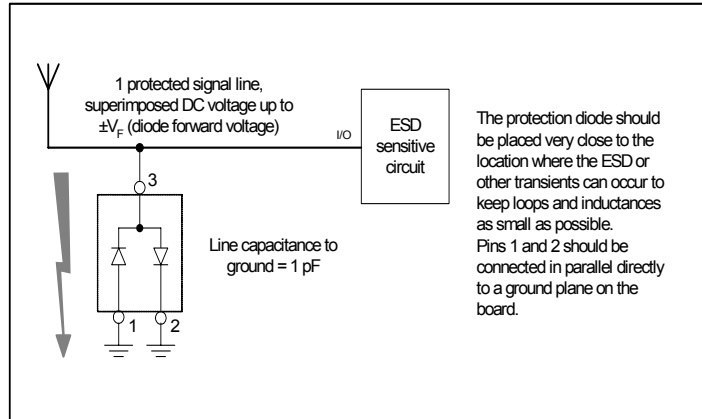 1 protected signal line,
superimposed DC voltage up to
±V_F (diode forward voltage)
I/O
ESD
sensitive
circuit
3
Line capacitance to
ground = 1 pF
1
2
The protection diode should
be placed very close to the
location where the ESD or
other transients can occur to
keep loops and inductances
as small as possible.
Pins 1 and 2 should be
connected in parallel directly
to a ground plane on the
board.